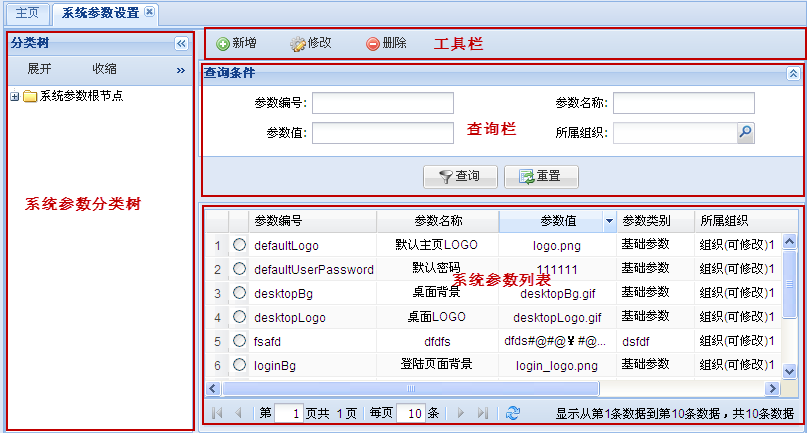 主页 系统参数设置
分类树
展开 收缩
系统参数根节点
系统参数分类树
新增 修改 删除 工具栏
查询条件
参数编号: 参数名称:
参数值: 查询栏 所属组织:
查询 重置
参数编号 参数名称 参数值 参数类别 所属组织
1 defaultLogo 默认主页LOGO logo.png 基础参数 组织(可修改)1
2 defaultUserPassword 默认密码 111111 基础参数 组织(可修改)1
系统参数列表
3 desktopBg 桌面背景 desktopBg.gif 基础参数 组织(可修改)1
4 desktopLogo 桌面LOGO desktopLogo.gif 基础参数 组织(可修改)1
5 fsafd dfdfs dfds#@#@￥#@... dsfdf 组织(可修改)1
6 loginBg 登陆页面背景 login_logo.png 基础参数 组织(可修改)1
第 1 页共 1 页 每页 10 条 显示从第1条数据到第10条数据，共10条数据